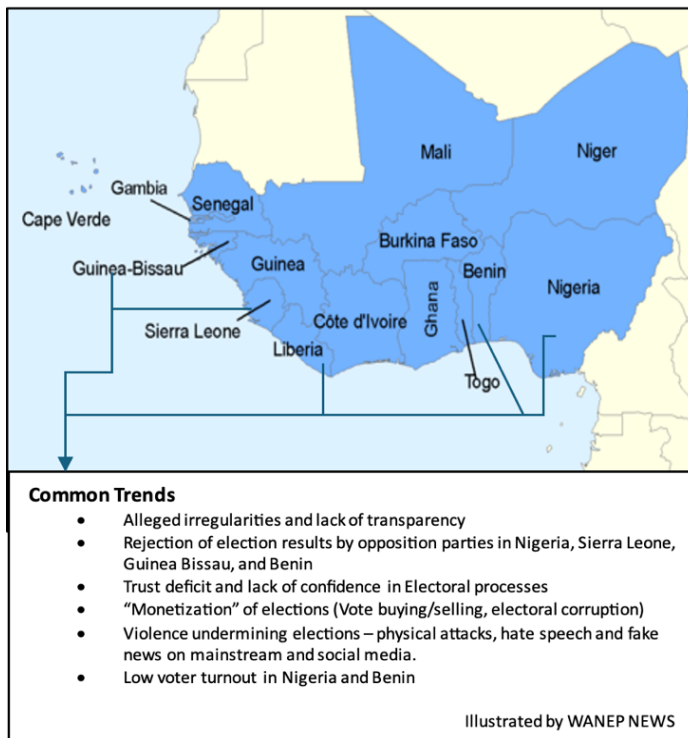 Mali
Niger
Gambia
Senegal
Cape Verde
Burkina Faso
Guinea-Bissau
Guinea
Benin
Nigeria
Ghana
Côte d'Ivoire
Sierra Leone
Liberia
Togo
Common Trends
• Alleged irregularities and lack of transparency
• Rejection of election results by opposition parties in Nigeria, Sierra Leone,
Guinea Bissau, and Benin
• Trust deficit and lack of confidence in Electoral processes
• “Monetization” of elections (Vote buying/selling, electoral corruption)
• Violence undermining elections – physical attacks, hate speech and fake
news on mainstream and social media.
• Low voter turnout in Nigeria and Benin
Illustrated by WANEP NEWS